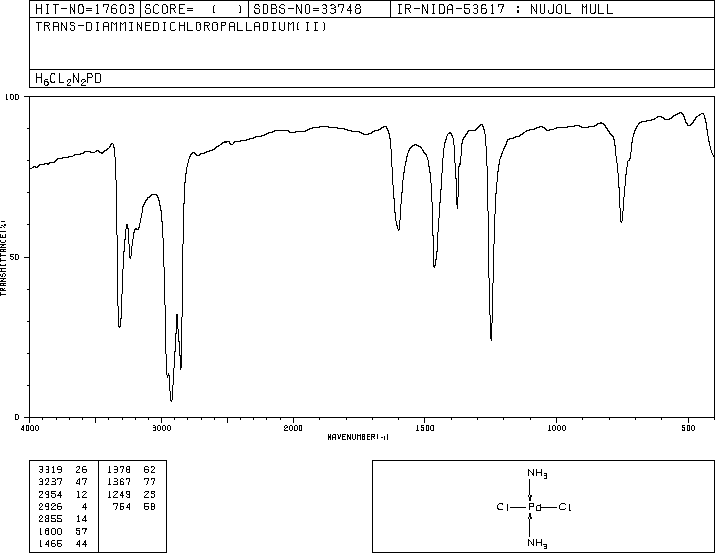 HIT-NO=17603 SCORE= ( ) SDBS-NO=33748 IR-NIDA-53617 : NUJOL MULL
TRANS-DIAMMINEDICHLOROPALLADIUM(II)
H6CL2N2PD
100
50
0
TRANSMITTANCE(%)
4000 3000 2000 1500 1000 500
WAVENUMBER(-1)
3319 26 1378 62
3237 47 1367 77
2954 12 1249 23
2926 4 754 58
2855 14
1600 57
1466 44
NH3
Cl Pd Cl
NH3